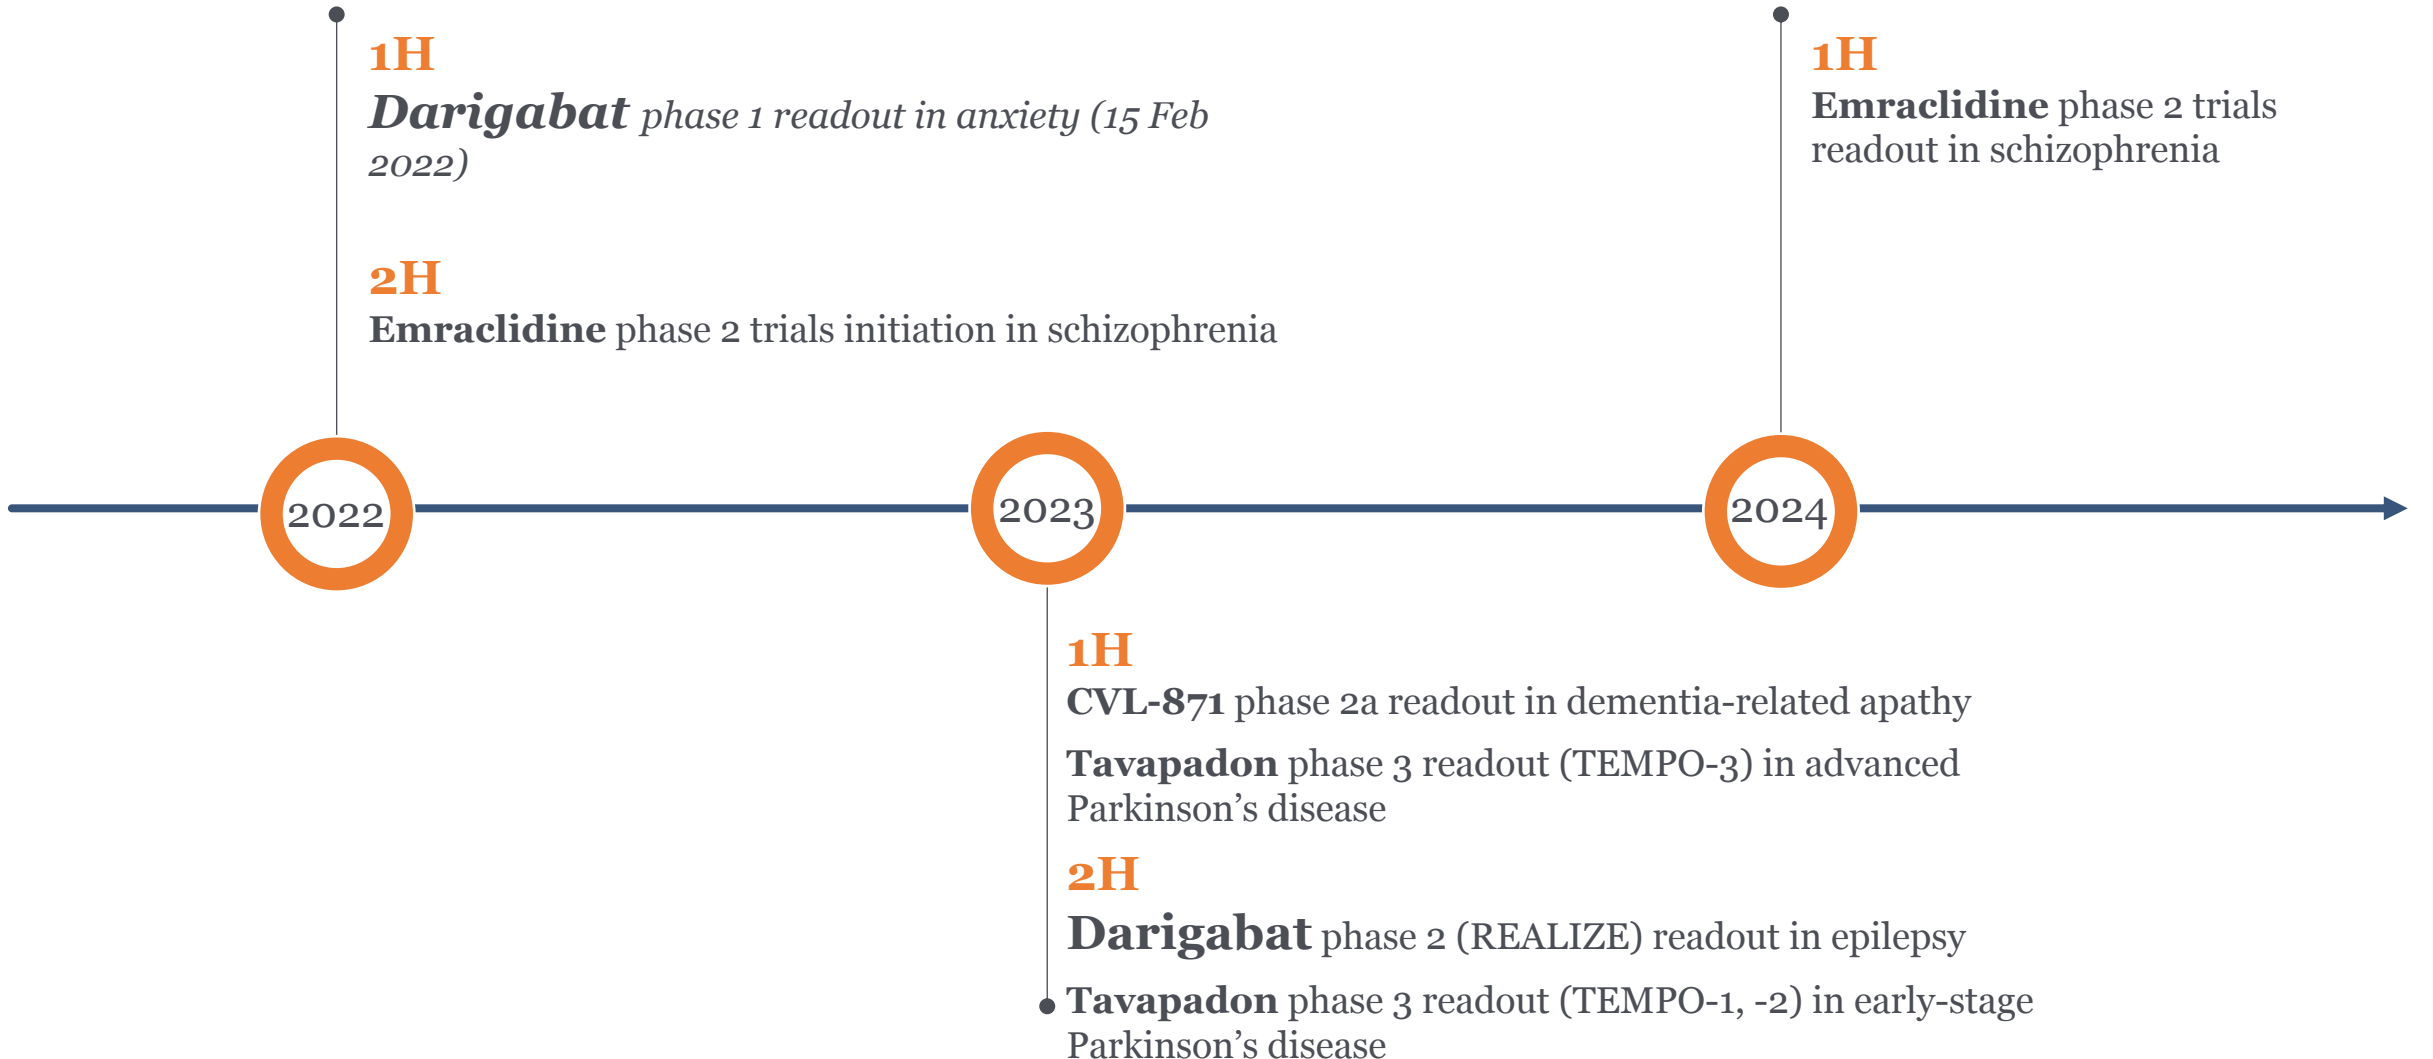 1H
Darigabat phase 1 readout in anxiety (15 Feb
2022)
2H
Emraclidine phase 2 trials initiation in schizophrenia
1H
Emraclidine phase 2 trials
readout in schizophrenia
2022
2023
2024
1H
CVL-871 phase 2a readout in dementia-related apathy
Tavapadon phase 3 readout (TEMPO-3) in advanced
Parkinson’s disease
2H
Darigabat phase 2 (REALIZE) readout in epilepsy
Tavapadon phase 3 readout (TEMPO-1, -2) in early-stage
Parkinson’s disease